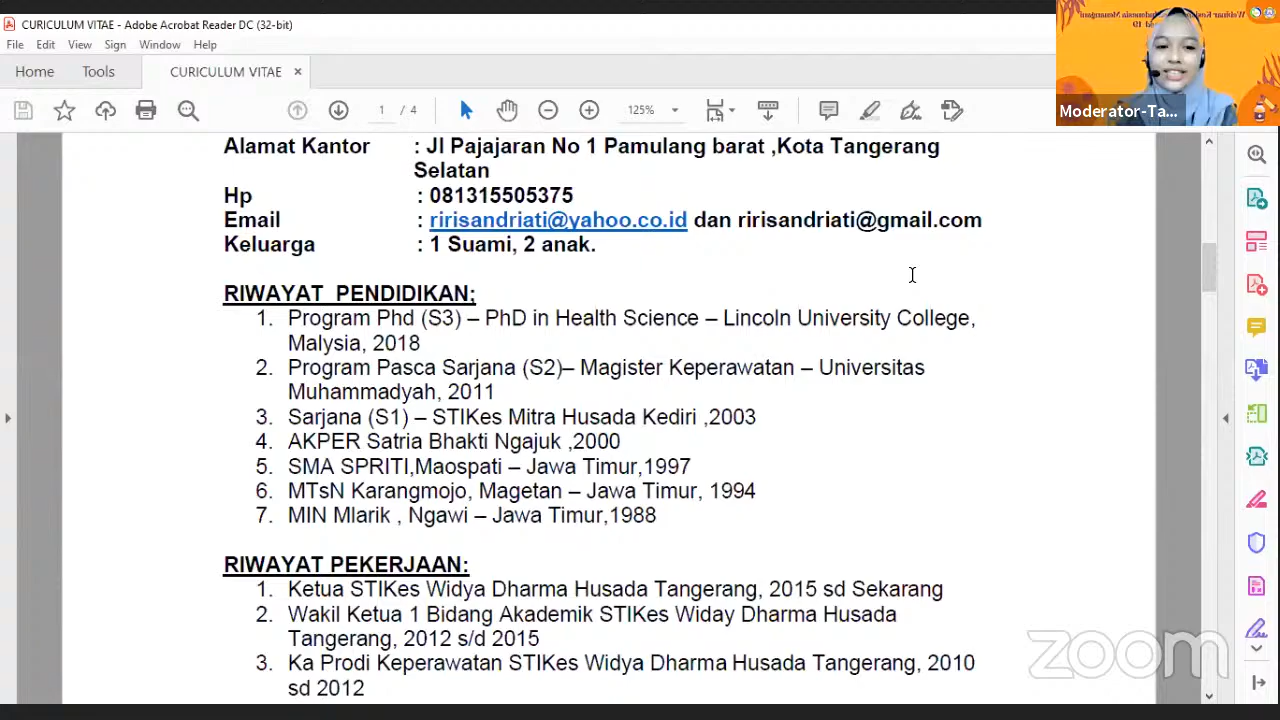 CURICULUM VITAE - Adobe Acrobat Reader DC (32-bit)
File Edit View Sign Window Help
Home Tools CURICULUM VITAE ×
1 / 4 125%
Moderator-Ta...
Alamat Kantor : Jl Pajajaran No 1 Pamulang barat ,Kota Tangerang
Selatan
Hp : 081315505375
Email : ririsandriati@yahoo.co.id dan ririsandriati@gmail.com
Keluarga : 1 Suami, 2 anak.
RIWAYAT PENDIDIKAN;
1. Program Phd (S3) – PhD in Health Science – Lincoln University College,
Malysia, 2018
2. Program Pasca Sarjana (S2)– Magister Keperawatan – Universitas
Muhammadyah, 2011
3. Sarjana (S1) – STIKes Mitra Husada Kediri ,2003
4. AKPER Satria Bhakti Ngajuk ,2000
5. SMA SPRITI,Maospati – Jawa Timur,1997
6. MTsN Karangmojo, Magetan – Jawa Timur, 1994
7. MIN Mlarik , Ngawi – Jawa Timur,1988
RIWAYAT PEKERJAAN:
1. Ketua STIKes Widya Dharma Husada Tangerang, 2015 sd Sekarang
2. Wakil Ketua 1 Bidang Akademik STIKes Widay Dharma Husada
Tangerang, 2012 s/d 2015
3. Ka Prodi Keperawatan STIKes Widya Dharma Husada Tangerang, 2010
sd 2012
zoom